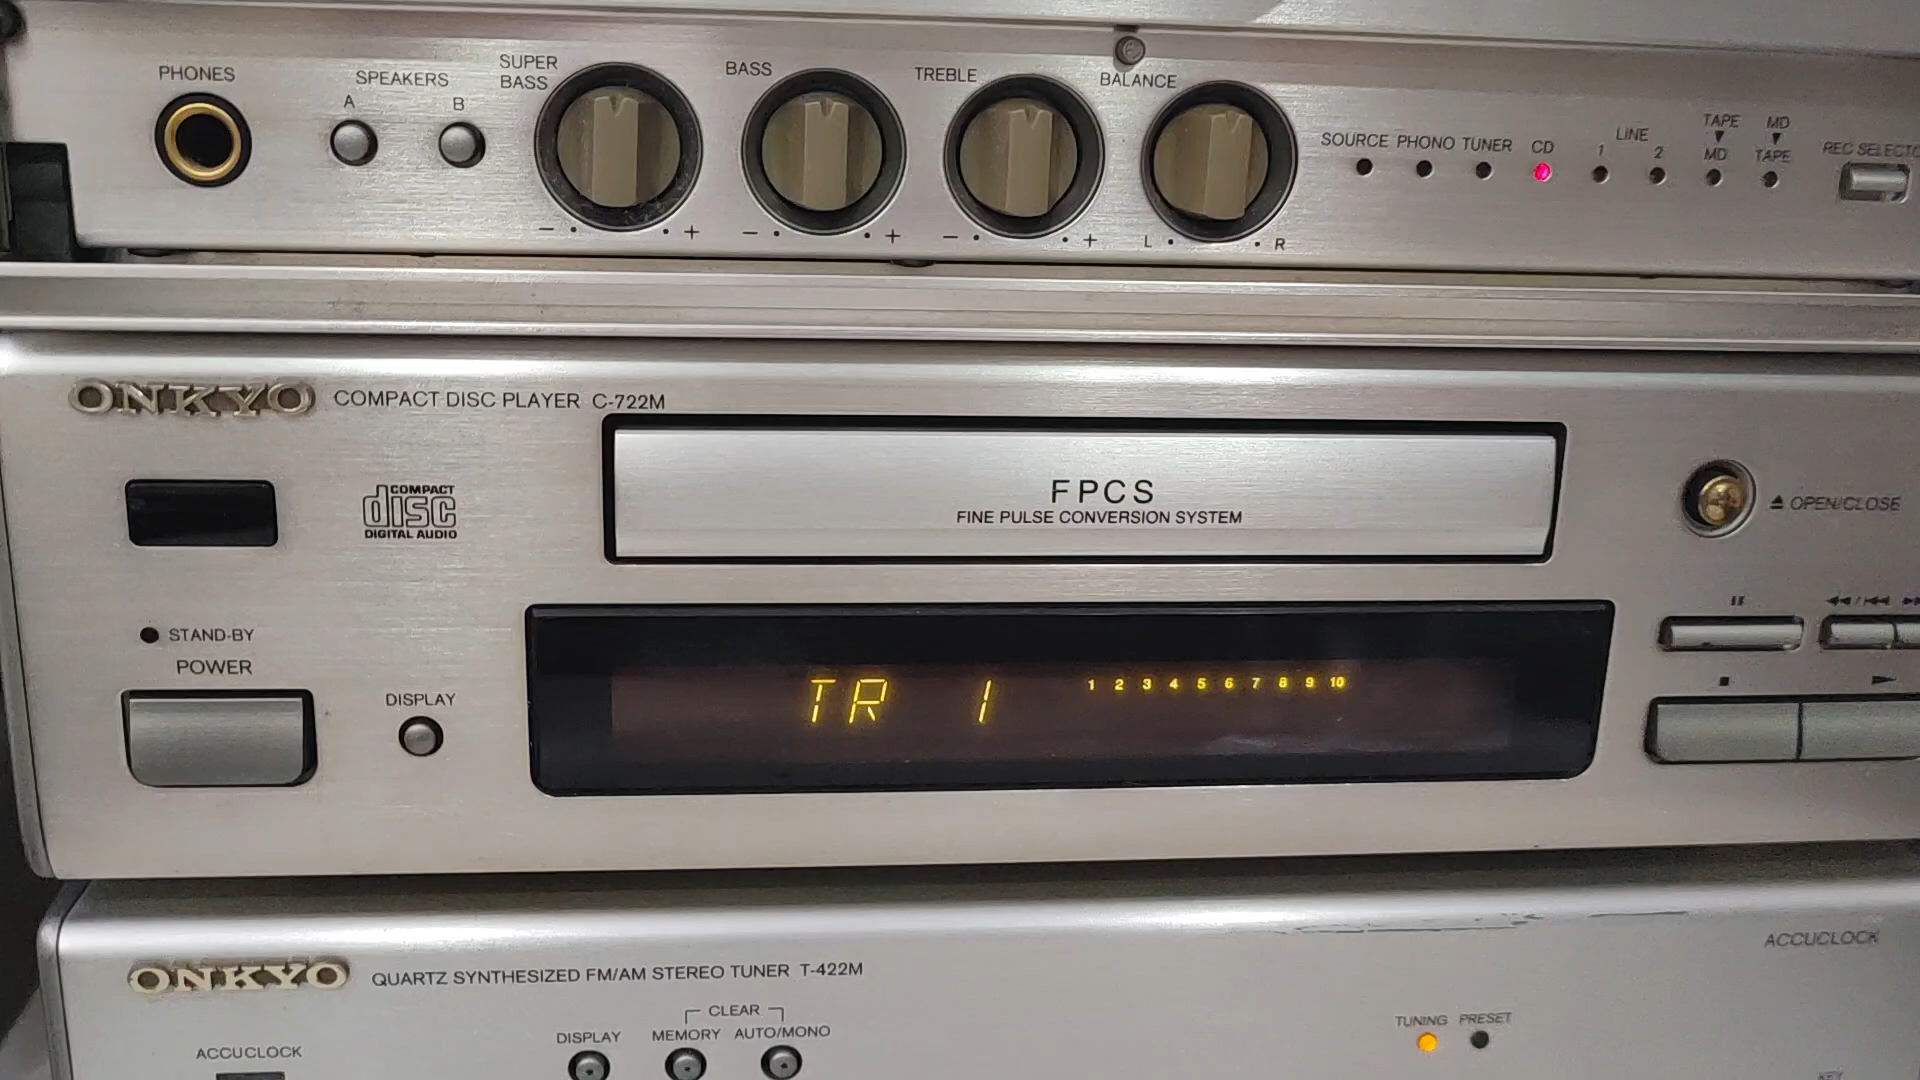 PHONES
SPEAKERS
A B
SUPER
BASS
BASS
TREBLE
BALANCE
- +
- +
- +
L R
SOURCE PHONO TUNER CD
LINE
1 2
TAPE MD
MD TAPE
ONKYO COMPACT DISC PLAYER C-722M
COMPACT
disc
DIGITAL AUDIO
FPCS
FINE PULSE CONVERSION SYSTEM
OPEN/CLOSE
STAND-BY
POWER
DISPLAY
TR 1
1 2 3 4 5 6 7 8 9 10
ONKYO QUARTZ SYNTHESIZED FM/AM STEREO TUNER T-422M
ACCUCLOCK
CLEAR
DISPLAY MEMORY AUTO/MONO
TUNING PRESET
ACCUCLOCK